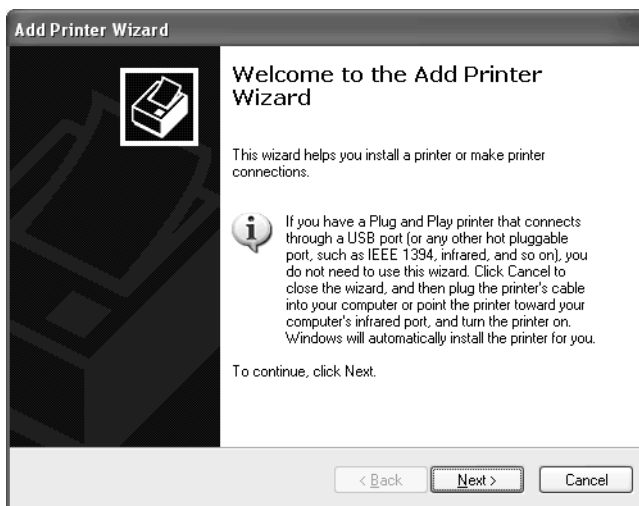 Add Printer Wizard
Welcome to the Add Printer
Wizard
This wizard helps you install a printer or make printer
connections.
If you have a Plug and Play printer that connects
through a USB port (or any other hot pluggable
port, such as IEEE 1394, infrared, and so on), you
do not need to use this wizard. Click Cancel to
close the wizard, and then plug the printer's cable
into your computer or point the printer toward your
computer's infrared port, and turn the printer on.
Windows will automatically install the printer for you.
To continue, click Next.
< Back Next > Cancel